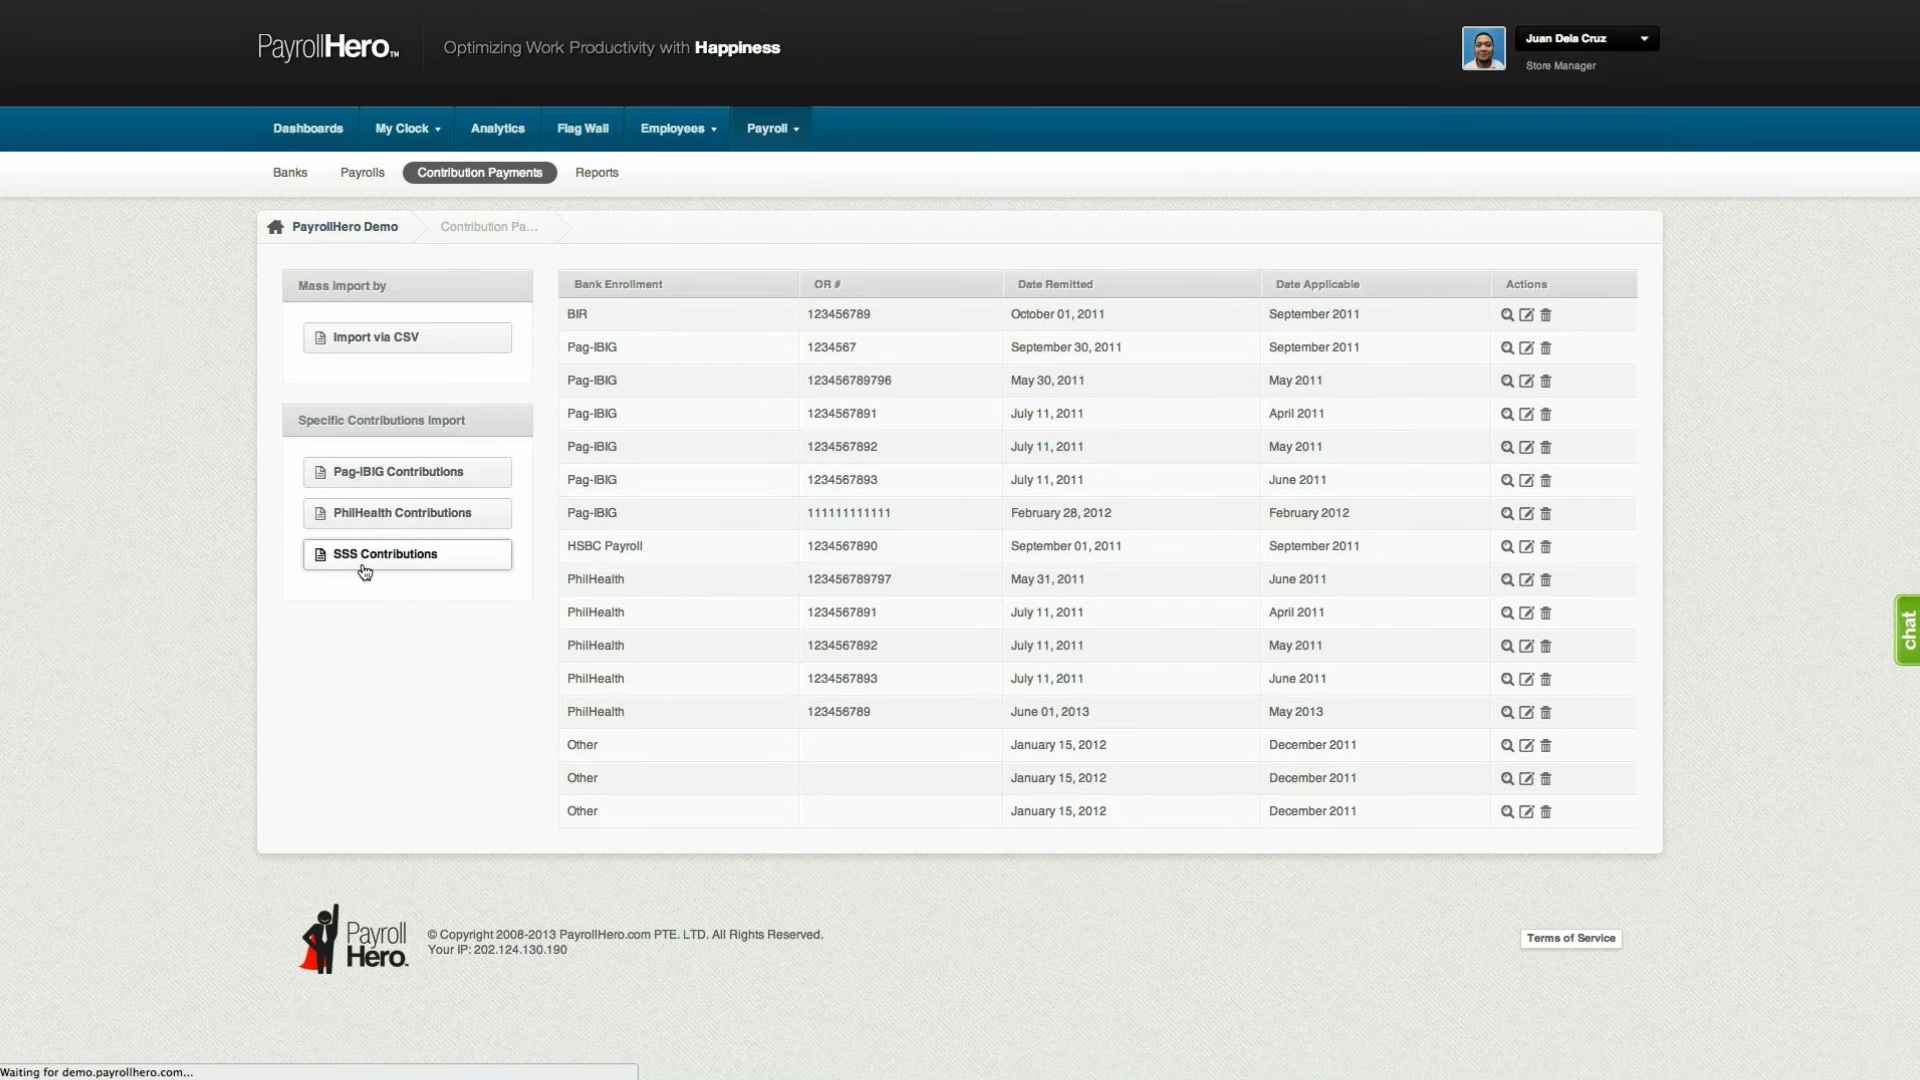 PayrollHero™ Optimizing Work Productivity with Happiness
Juan Dela Cruz
Store Manager
Dashboards My Clock Analytics Flag Wall Employees Payroll
Banks Payrolls Contribution Payments Reports
PayrollHero Demo Contribution Pa...
Mass Import by
Import via CSV
Specific Contributions Import
Pag-IBIG Contributions
PhilHealth Contributions
SSS Contributions
Bank Enrollment OR # Date Remitted Date Applicable Actions
BIR 123456789 October 01, 2011 September 2011
Pag-IBIG 1234567 September 30, 2011 September 2011
Pag-IBIG 123456789796 May 30, 2011 May 2011
Pag-IBIG 1234567891 July 11, 2011 April 2011
Pag-IBIG 1234567892 July 11, 2011 May 2011
Pag-IBIG 1234567893 July 11, 2011 June 2011
Pag-IBIG 111111111111 February 28, 2012 February 2012
HSBC Payroll 1234567890 September 01, 2011 September 2011
PhilHealth 123456789797 May 31, 2011 June 2011
PhilHealth 1234567891 July 11, 2011 April 2011
PhilHealth 1234567892 July 11, 2011 May 2011
PhilHealth 1234567893 July 11, 2011 June 2011
PhilHealth 123456789 June 01, 2013 May 2013
Other January 15, 2012 December 2011
Other January 15, 2012 December 2011
Other January 15, 2012 December 2011
chat
Payroll
Hero.
© Copyright 2008-2013 PayrollHero.com PTE. LTD. All Rights Reserved.
Your IP: 202.124.130.190
Terms of Service
Waiting for demo.payrollhero.com...